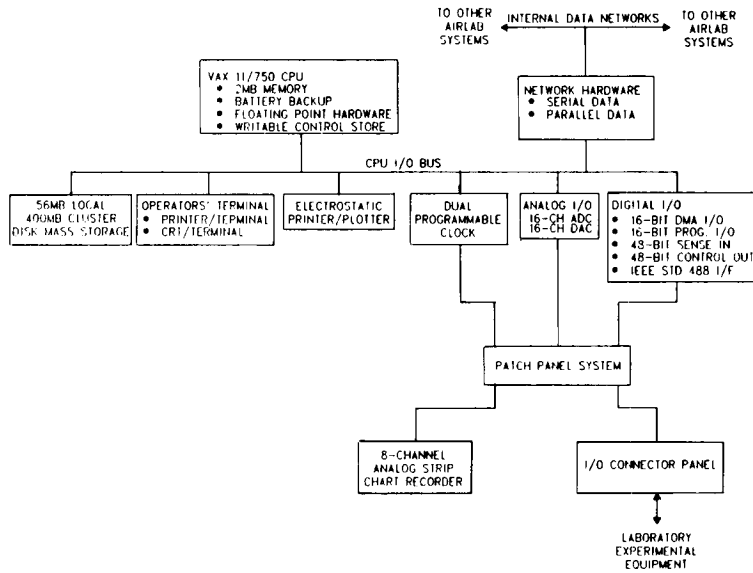 TO OTHER
AIRLAB
SYSTEMS
INTERNAL DATA NETWORKS
TO OTHER
AIRLAB
SYSTEMS
VAX 11/750 CPU
• 2MB MEMORY
• BATTERY BACKUP
• FLOATING POINT HARDWARE
• WRITABLE CONTROL STORE
NETWORK HARDWARE
• SERIAL DATA
• PARALLEL DATA
CPU I/O BUS
56MB LOCAL
400MB CLUSTER
DISK MASS STORAGE
OPERATORS' TERMINAL
• PRINTER/TERMINAL
• CRT/TERMINAL
ELECTROSTATIC
PRINTER/PLOTTER
DUAL
PROGRAMMABLE
CLOCK
ANALOG I/O
16-CH ADC
16-CH DAC
DIGITAL I/O
• 16-BIT DMA I/O
• 16-BIT PROG. I/O
• 48-BIT SENSE IN
• 48-BIT CONTROL OUT
• IEEE STD 488 I/F
PATCH PANEL SYSTEM
8-CHANNEL
ANALOG STRIP
CHART RECORDER
I/O CONNECTOR PANEL
LABORATORY
EXPERIMENTAL
EQUIPMENT